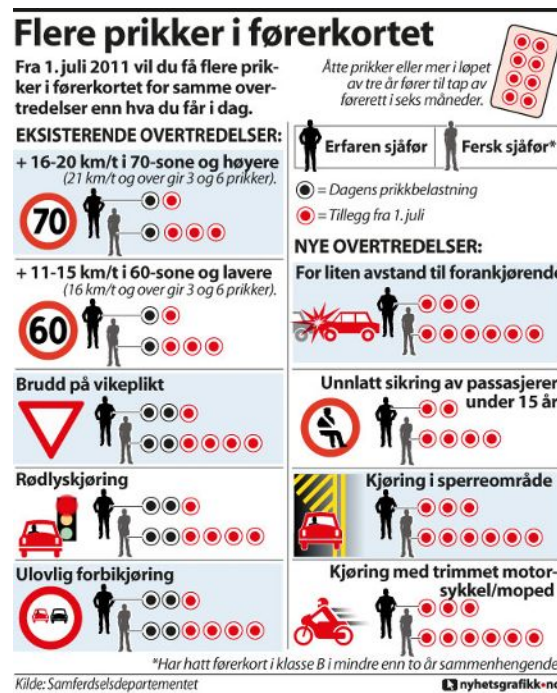 Flere prikker i førerkortet
Fra 1. juli 2011 vil du få flere prik-
ker i førerkortet for samme over-
tredelser enn hva du får i dag.
Åtte prikker eller mer i løpet
av tre år fører til tap av
førerett i seks måneder.
EKSISTERENDE OVERTREDELSER:
+ 16-20 km/t i 70-sone og høyere
(21 km/t og over gir 3 og 6 prikker).
70
+ 11-15 km/t i 60-sone og lavere
(16 km/t og over gir 3 og 6 prikker).
60
Brudd på vikeplikt
Rødlyskjøring
Ulovlig forbikjøring
Erfaren sjåfør
Fersk sjåfør*
= Dagens prikkbelastning
= Tillegg fra 1. juli
NYE OVERTREDELSER:
For liten avstand til forankjørende
Unnlatt sikring av passasjerer
under 15 år
Kjøring i sperreområde
Kjøring med trimmet motor-
sykkel/moped
*Har hatt førerkort i klasse B i mindre enn to år sammenhengende
Kilde: Samferdselsdepartementet
nyhetsgrafikk.no